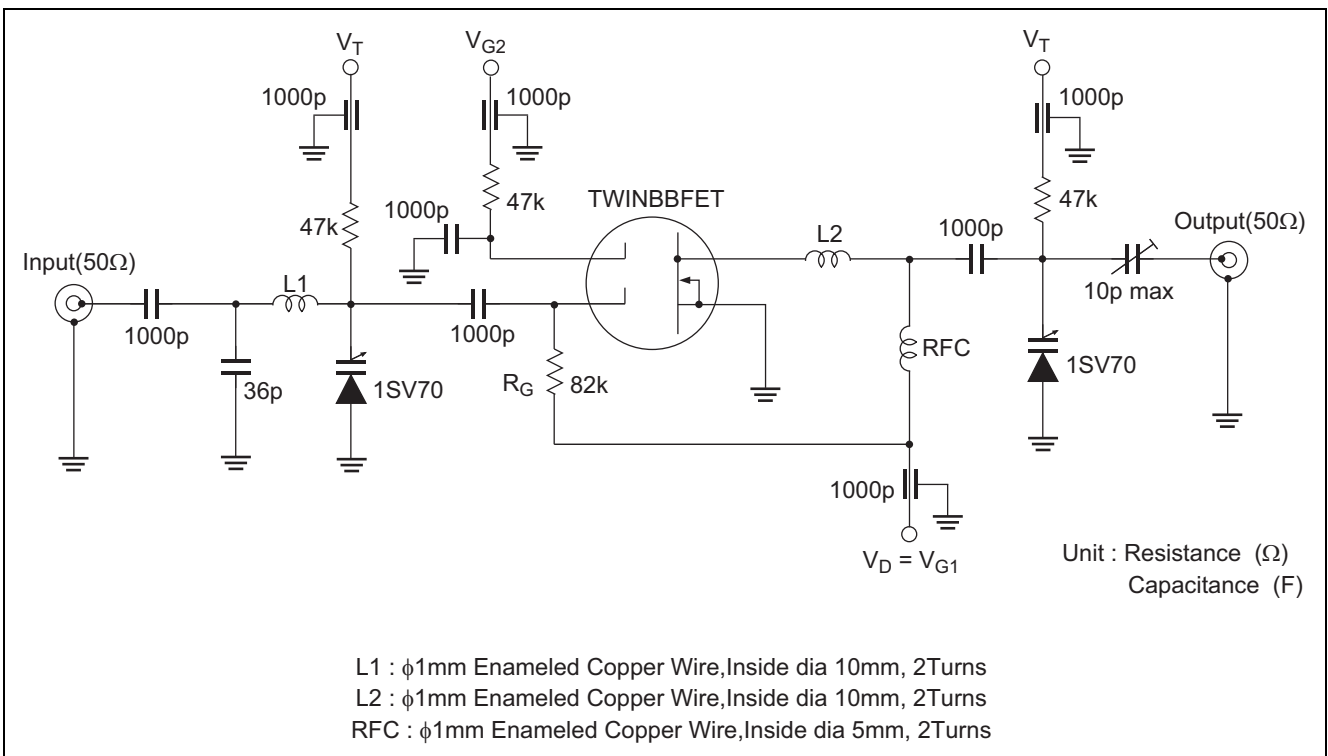 V_T
V_G2
V_T
1000p
1000p
1000p
47k
47k
47k
1000p
TWINBBFET
L2
1000p
Output(50Ω)
Input(50Ω)
L1
10p max
1000p
1000p
36p
1SV70
R_G
82k
RFC
1SV70
1000p
V_D = V_G1
Unit : Resistance (Ω)
Capacitance (F)
L1 : ϕ1mm Enameled Copper Wire,Inside dia 10mm, 2Turns
L2 : ϕ1mm Enameled Copper Wire,Inside dia 10mm, 2Turns
RFC : ϕ1mm Enameled Copper Wire,Inside dia 5mm, 2Turns